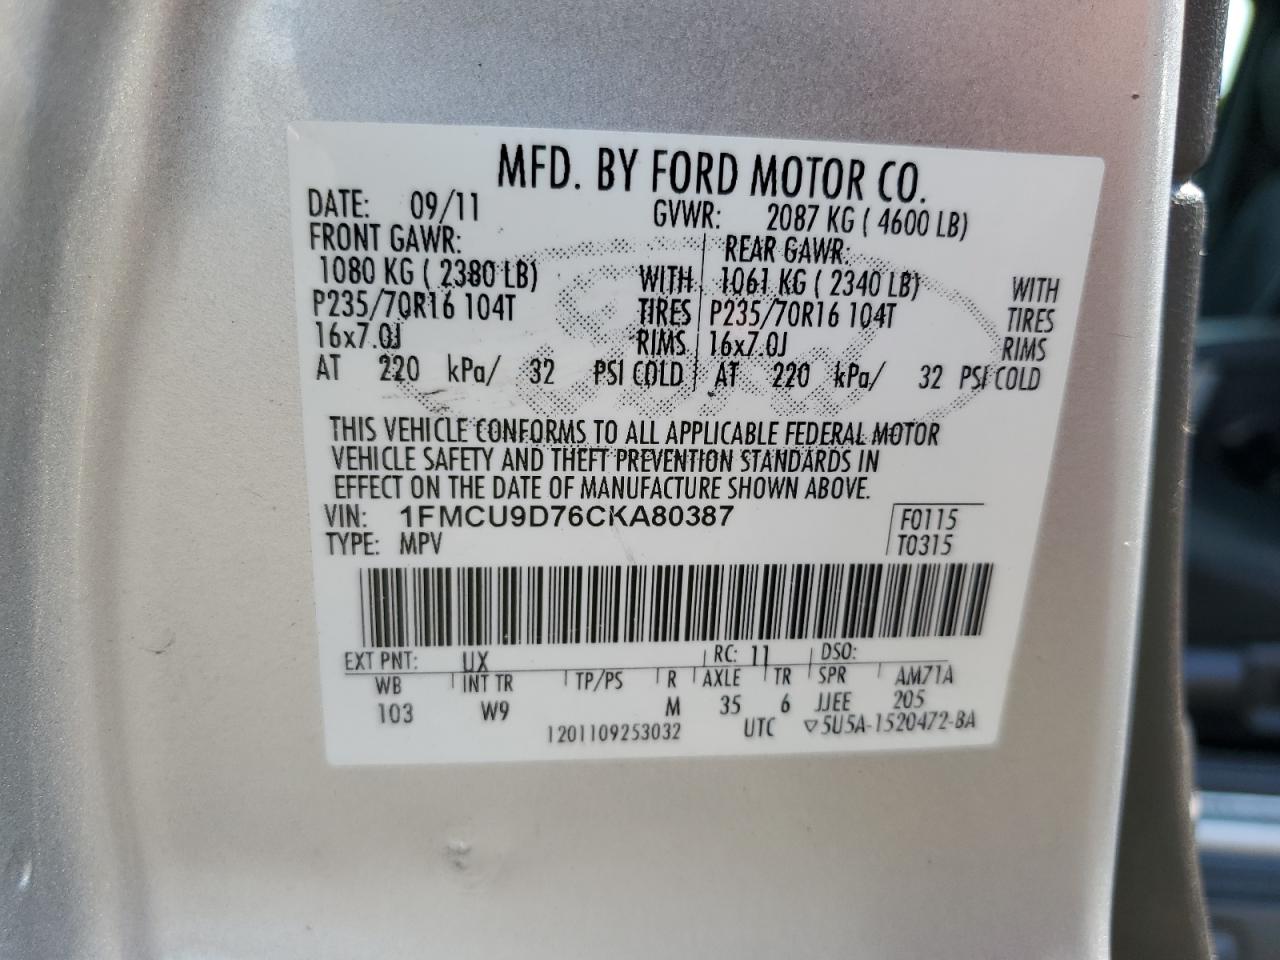 MFD. BY FORD MOTOR CO.
DATE: 09/11 GVWR: 2087 KG ( 4600 LB)
FRONT GAWR: REAR GAWR:
1080 KG ( 2380 LB) WITH 1061 KG ( 2340 LB) WITH
P235/70R16 104T TIRES P235/70R16 104T TIRES
16x7.0J RIMS 16x7.0J RIMS
AT 220 kPa/ 32 PSI COLD AT 220 kPa/ 32 PSI COLD
THIS VEHICLE CONFORMS TO ALL APPLICABLE FEDERAL MOTOR
VEHICLE SAFETY AND THEFT PREVENTION STANDARDS IN
EFFECT ON THE DATE OF MANUFACTURE SHOWN ABOVE.
VIN: 1FMCU9D76CKA80387 F0115
TYPE: MPV T0315
EXT PNT: UX RC: 11 DSO:
WB INT TR TP/PS R AXLE TR SPR AM71A
103 W9 M 35 6 JJEE 205
1201109253032 UTC ▽5U5A-1520472-BA